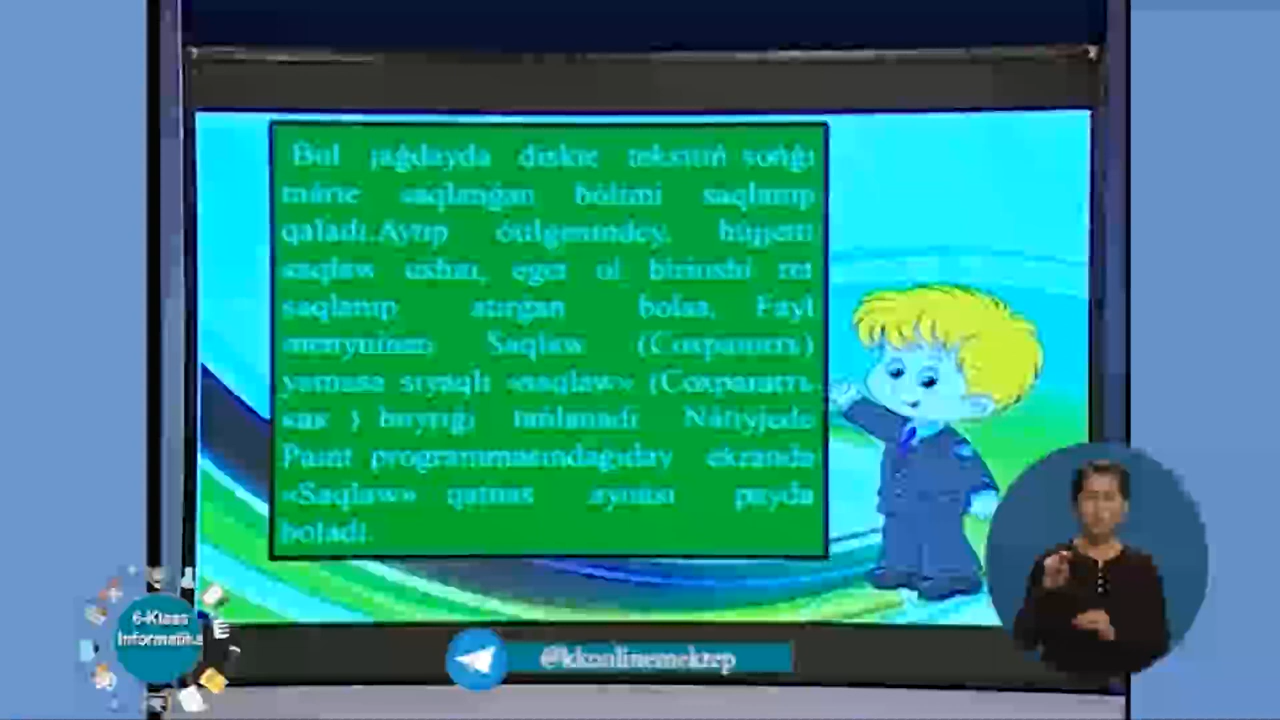 Bul jaǵdayda diskte teksttiń sońǵı
márte saqlanǵan bólimi saqlanıp
qaladı. Aytıp ótilgenindey, hújjetti
saqlaw ushın, eger ol birinshi ret
saqlanıp atırǵan bolsa, Fayl
menyusinen Saqlaw (Сохранить)
yamasa sıyaqlı «saqlaw» (Сохранить
как ) buyrıǵı tańlanadı Nátiyjede
Paint programmasındaǵıday ekranda
«Saqlaw» qatnas aynası payda
boladı.
6-Klass
Informatika
@kkonlinemektep